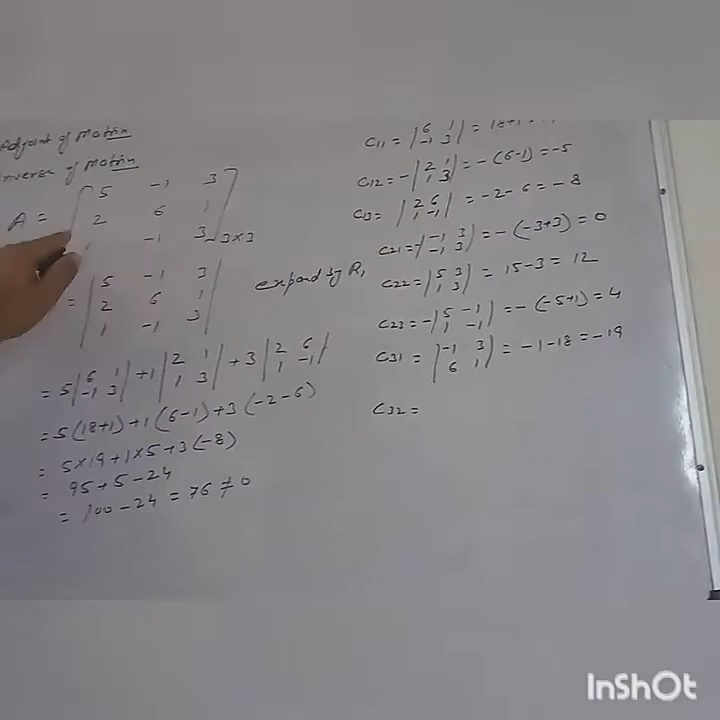 Adjoint of Matrix
Inverse of Matrix
A = [5 -1 3
2 6 1
-1 3] 3×3
= |5 -1 3
2 6 1
1 -1 3| expand by R1
= 5|6 1 -1 3| + 1|2 1 1 3| + 3|2 6 1 -1|
= 5(18+1) + 1(6-1) + 3(-2-6)
= 5×19 + 1×5 + 3(-8)
= 95 + 5 - 24
= 100 - 24 = 76 ≠ 0
C11 = |6 1 -1 3| = 18+1
C12 = -|2 1 1 3| = -(6-1) = -5
C13 = |2 6 1 -1| = -2-6 = -8
C21 = -|-1 3 -1 3| = -(-3+3) = 0
C22 = |5 3 1 3| = 15-3 = 12
C23 = -|5 -1 1 -1| = -(-5+1) = 4
C31 = |-1 3 6 1| = -1-18 = -19
C32 =
InShOt